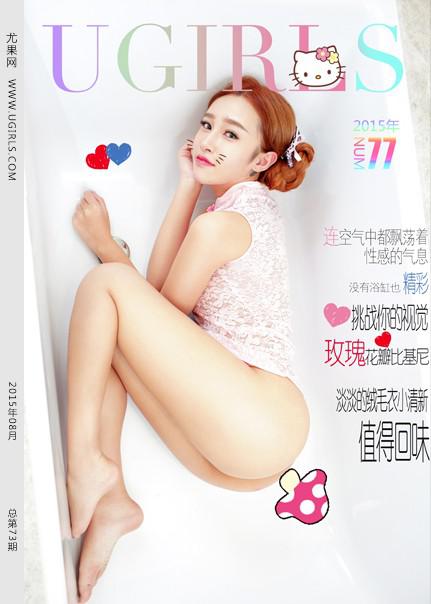 尤果网 WWW.UGIRLS.COM
UGIRLS
2015年
NUM 77
连空气中都飘荡着
性感的气息
没有浴缸也 精彩
挑战你的视觉
玫瑰花瓣比基尼
淡淡的绒毛衣小清新
值得回味
2015年08月
总第73期